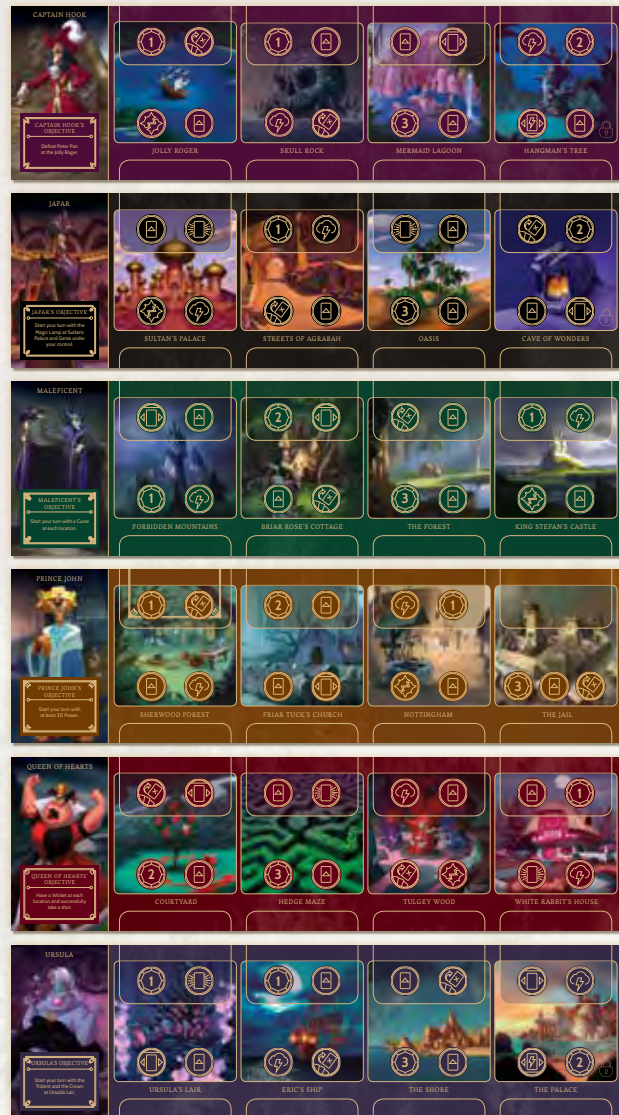 CAPTAIN HOOK
1
1
2
CAPTAIN HOOK'S
OBJECTIVE
Defeat Peter Pan
at the Jolly Roger.
3
JOLLY ROGER
SKULL ROCK
MERMAID LAGOON
HANGMAN'S TREE
JAFAR
1
2
JAFAR'S OBJECTIVE
Start your turn with the
Magic Lamp at Sultan's
Palace and Genie under
your control.
3
SULTAN'S PALACE
STREETS OF AGRABAH
OASIS
CAVE OF WONDERS
MALEFICENT
2
1
MALEFICENT'S
OBJECTIVE
Start your turn with a Curse
at each location.
1
3
FORBIDDEN MOUNTAINS
BRIAR ROSE'S COTTAGE
THE FOREST
KING STEFAN'S CASTLE
PRINCE JOHN
1
2
1
PRINCE JOHN'S
OBJECTIVE
Start your turn with
at least 20 Power.
3
SHERWOOD FOREST
FRIAR TUCK'S CHURCH
NOTTINGHAM
THE JAIL
QUEEN OF HEARTS
1
QUEEN OF HEARTS'
OBJECTIVE
Have a Wicket at each
location and successfully
take a shot.
2
3
COURTYARD
HEDGE MAZE
TULGEY WOOD
WHITE RABBIT'S HOUSE
URSULA
1
1
URSULA'S OBJECTIVE
Start your turn with the
Trident and the Crown
at Ursula's Lair.
3
2
URSULA'S LAIR
ERIC'S SHIP
THE SHORE
THE PALACE